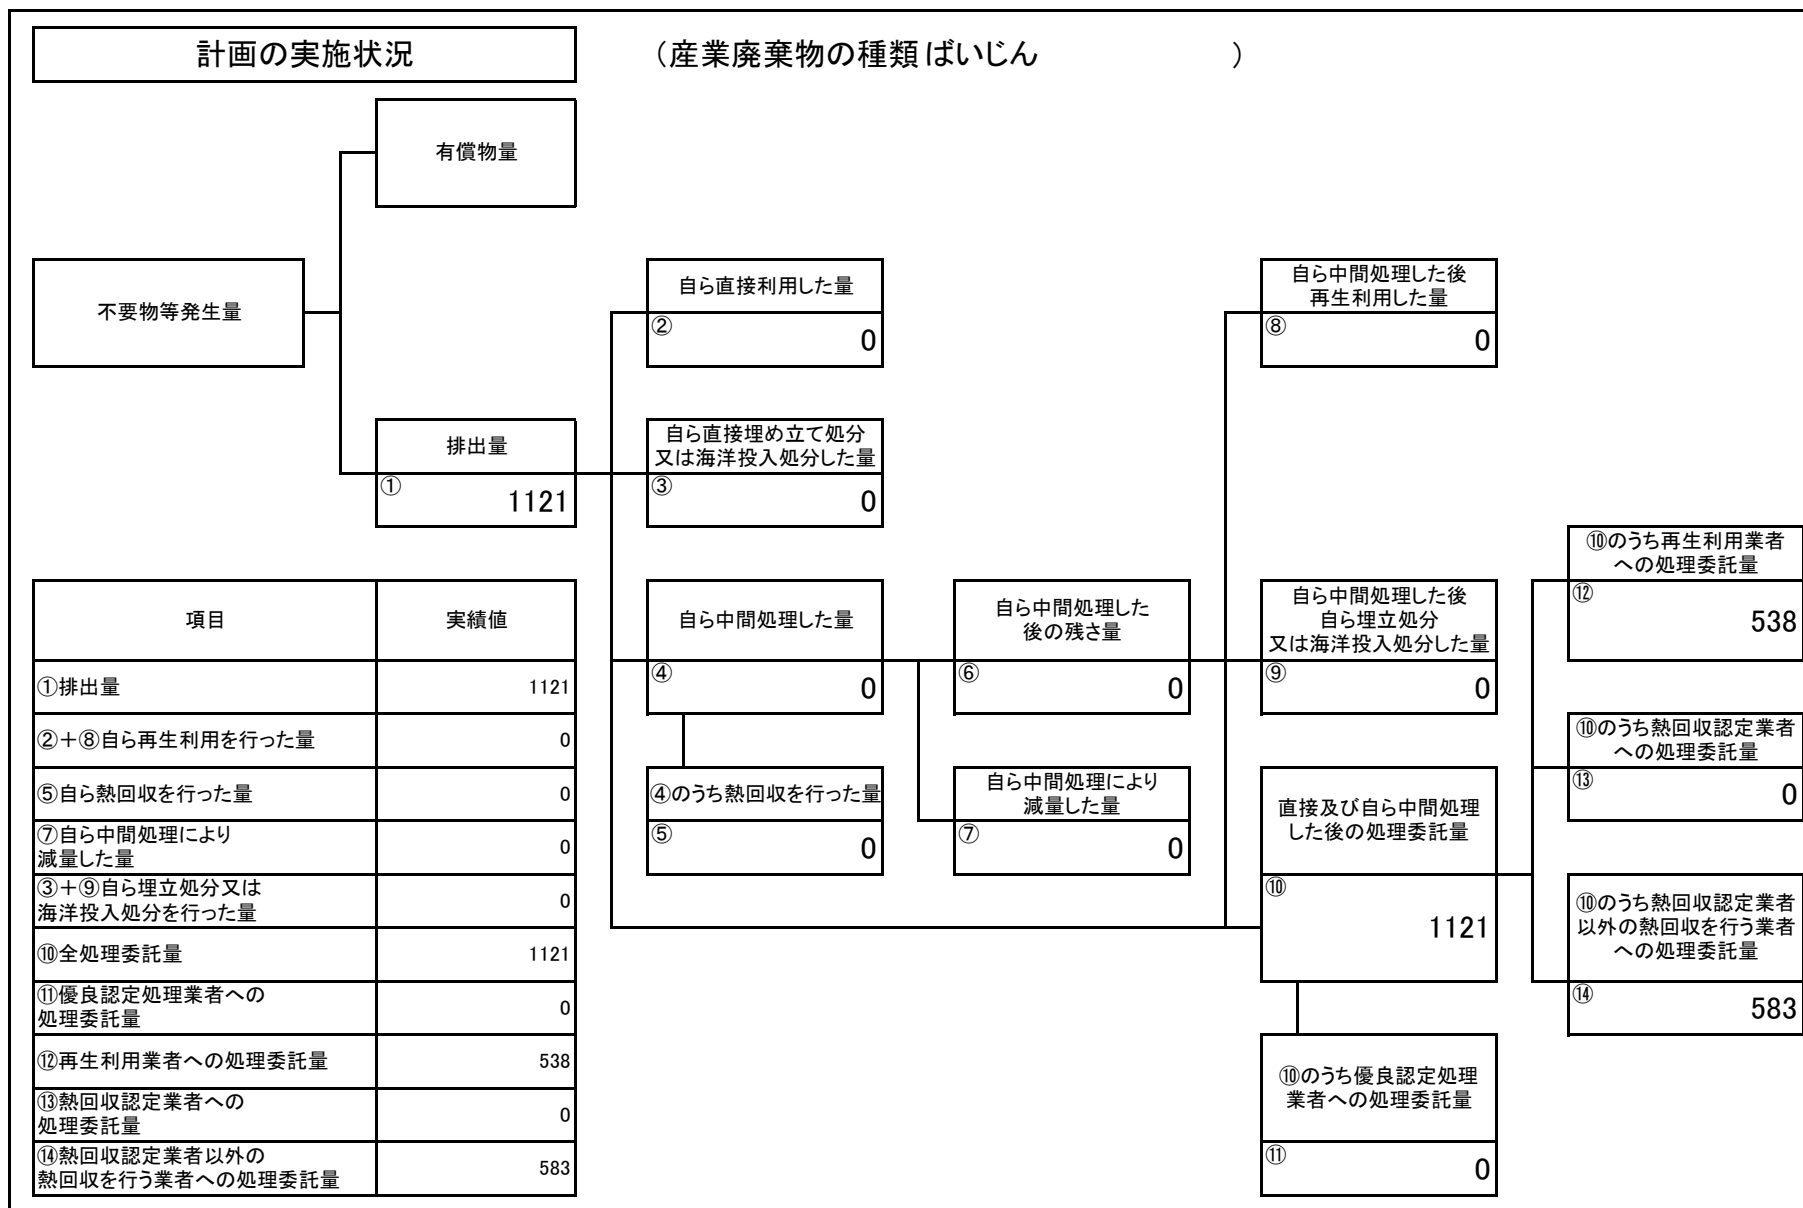 計画の実施状況
（産業廃棄物の種類 ばいじん　　　　　　）
有償物量
不要物等発生量
自ら直接利用した量
②
0
自ら中間処理した後
再生利用した量
⑧
0
排出量
①
1121
自ら直接埋め立て処分
又は海洋投入処分した量
③
0
⑩のうち再生利用業者
への処理委託量
⑫
538
自ら中間処理した量
④
0
自ら中間処理した
後の残さ量
⑥
0
自ら中間処理した後
自ら埋立処分
又は海洋投入処分した量
⑨
0
⑩のうち熱回収認定業者
への処理委託量
⑬
0
④のうち熱回収を行った量
⑤
0
自ら中間処理により
減量した量
⑦
0
直接及び自ら中間処理
した後の処理委託量
⑩
1121
⑩のうち熱回収認定業者
以外の熱回収を行う業者
への処理委託量
⑭
583
⑩のうち優良認定処理
業者への処理委託量
⑪
0
項目 実績値
①排出量 1121
②＋⑧自ら再生利用を行った量 0
⑤自ら熱回収を行った量 0
⑦自ら中間処理により
減量した量 0
③＋⑨自ら埋立処分又は
海洋投入処分を行った量 0
⑩全処理委託量 1121
⑪優良認定処理業者への
処理委託量 0
⑫再生利用業者への処理委託量 538
⑬熱回収認定業者への
処理委託量 0
⑭熱回収認定業者以外の
熱回収を行う業者への処理委託量 583